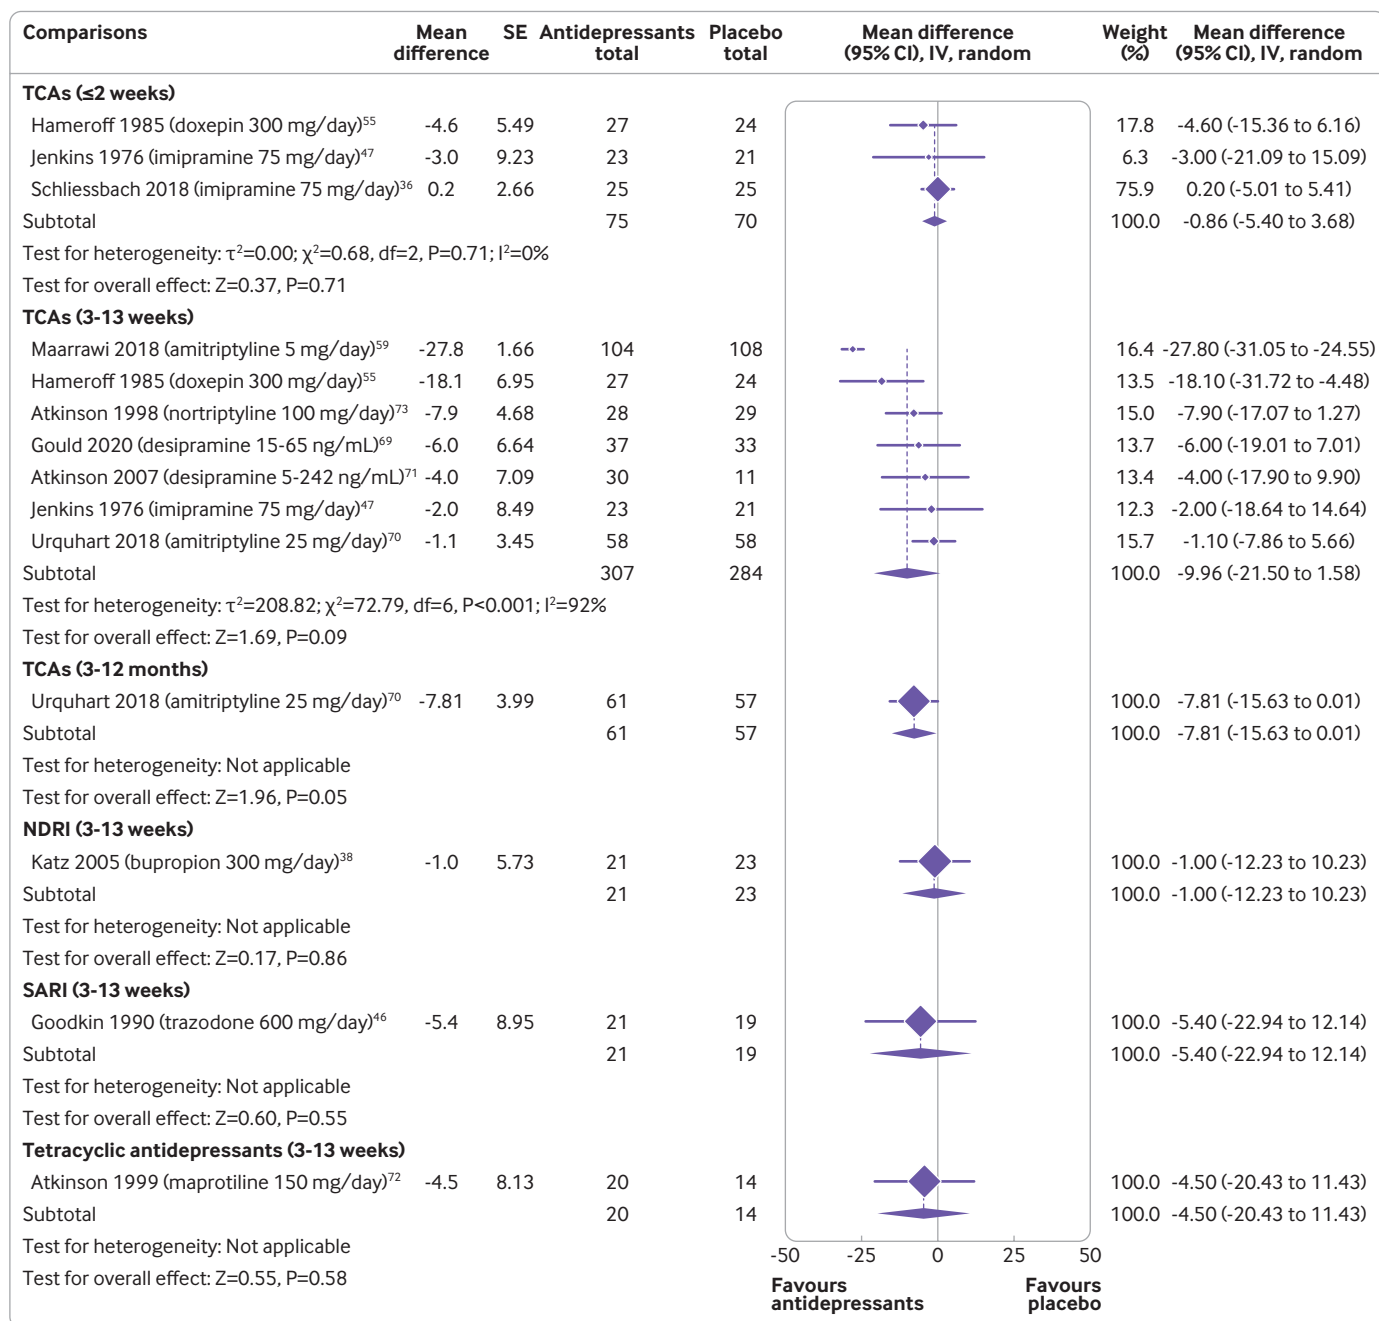 Comparisons Mean difference SE Antidepressants total Placebo total Mean difference (95% CI), IV, random Weight (%) Mean difference (95% CI), IV, random
TCAs (≤2 weeks)
Hameroff 1985 (doxepin 300 mg/day)⁵⁵ -4.6 5.49 27 24 17.8 -4.60 (-15.36 to 6.16)
Jenkins 1976 (imipramine 75 mg/day)⁴⁷ -3.0 9.23 23 21 6.3 -3.00 (-21.09 to 15.09)
Schliessbach 2018 (imipramine 75 mg/day)³⁶ 0.2 2.66 25 25 75.9 0.20 (-5.01 to 5.41)
Subtotal 75 70 100.0 -0.86 (-5.40 to 3.68)
Test for heterogeneity: τ²=0.00; χ²=0.68, df=2, P=0.71; I²=0%
Test for overall effect: Z=0.37, P=0.71
TCAs (3-13 weeks)
Maarrawi 2018 (amitriptyline 5 mg/day)⁵⁹ -27.8 1.66 104 108 16.4 -27.80 (-31.05 to -24.55)
Hameroff 1985 (doxepin 300 mg/day)⁵⁵ -18.1 6.95 27 24 13.5 -18.10 (-31.72 to -4.48)
Atkinson 1998 (nortriptyline 100 mg/day)⁷³ -7.9 4.68 28 29 15.0 -7.90 (-17.07 to 1.27)
Gould 2020 (desipramine 15-65 ng/mL)⁶⁹ -6.0 6.64 37 33 13.7 -6.00 (-19.01 to 7.01)
Atkinson 2007 (desipramine 5-242 ng/mL)⁷¹ -4.0 7.09 30 11 13.4 -4.00 (-17.90 to 9.90)
Jenkins 1976 (imipramine 75 mg/day)⁴⁷ -2.0 8.49 23 21 12.3 -2.00 (-18.64 to 14.64)
Urquhart 2018 (amitriptyline 25 mg/day)⁷⁰ -1.1 3.45 58 58 15.7 -1.10 (-7.86 to 5.66)
Subtotal 307 284 100.0 -9.96 (-21.50 to 1.58)
Test for heterogeneity: τ²=208.82; χ²=72.79, df=6, P<0.001; I²=92%
Test for overall effect: Z=1.69, P=0.09
TCAs (3-12 months)
Urquhart 2018 (amitriptyline 25 mg/day)⁷⁰ -7.81 3.99 61 57 100.0 -7.81 (-15.63 to 0.01)
Subtotal 61 57 100.0 -7.81 (-15.63 to 0.01)
Test for heterogeneity: Not applicable
Test for overall effect: Z=1.96, P=0.05
NDRI (3-13 weeks)
Katz 2005 (bupropion 300 mg/day)³⁸ -1.0 5.73 21 23 100.0 -1.00 (-12.23 to 10.23)
Subtotal 21 23 100.0 -1.00 (-12.23 to 10.23)
Test for heterogeneity: Not applicable
Test for overall effect: Z=0.17, P=0.86
SARI (3-13 weeks)
Goodkin 1990 (trazodone 600 mg/day)⁴⁶ -5.4 8.95 21 19 100.0 -5.40 (-22.94 to 12.14)
Subtotal 21 19 100.0 -5.40 (-22.94 to 12.14)
Test for heterogeneity: Not applicable
Test for overall effect: Z=0.60, P=0.55
Tetracyclic antidepressants (3-13 weeks)
Atkinson 1999 (maprotiline 150 mg/day)⁷² -4.5 8.13 20 14 100.0 -4.50 (-20.43 to 11.43)
Subtotal 20 14 100.0 -4.50 (-20.43 to 11.43)
Test for heterogeneity: Not applicable
Test for overall effect: Z=0.55, P=0.58
-50 -25 0 25 50
Favours antidepressants Favours placebo